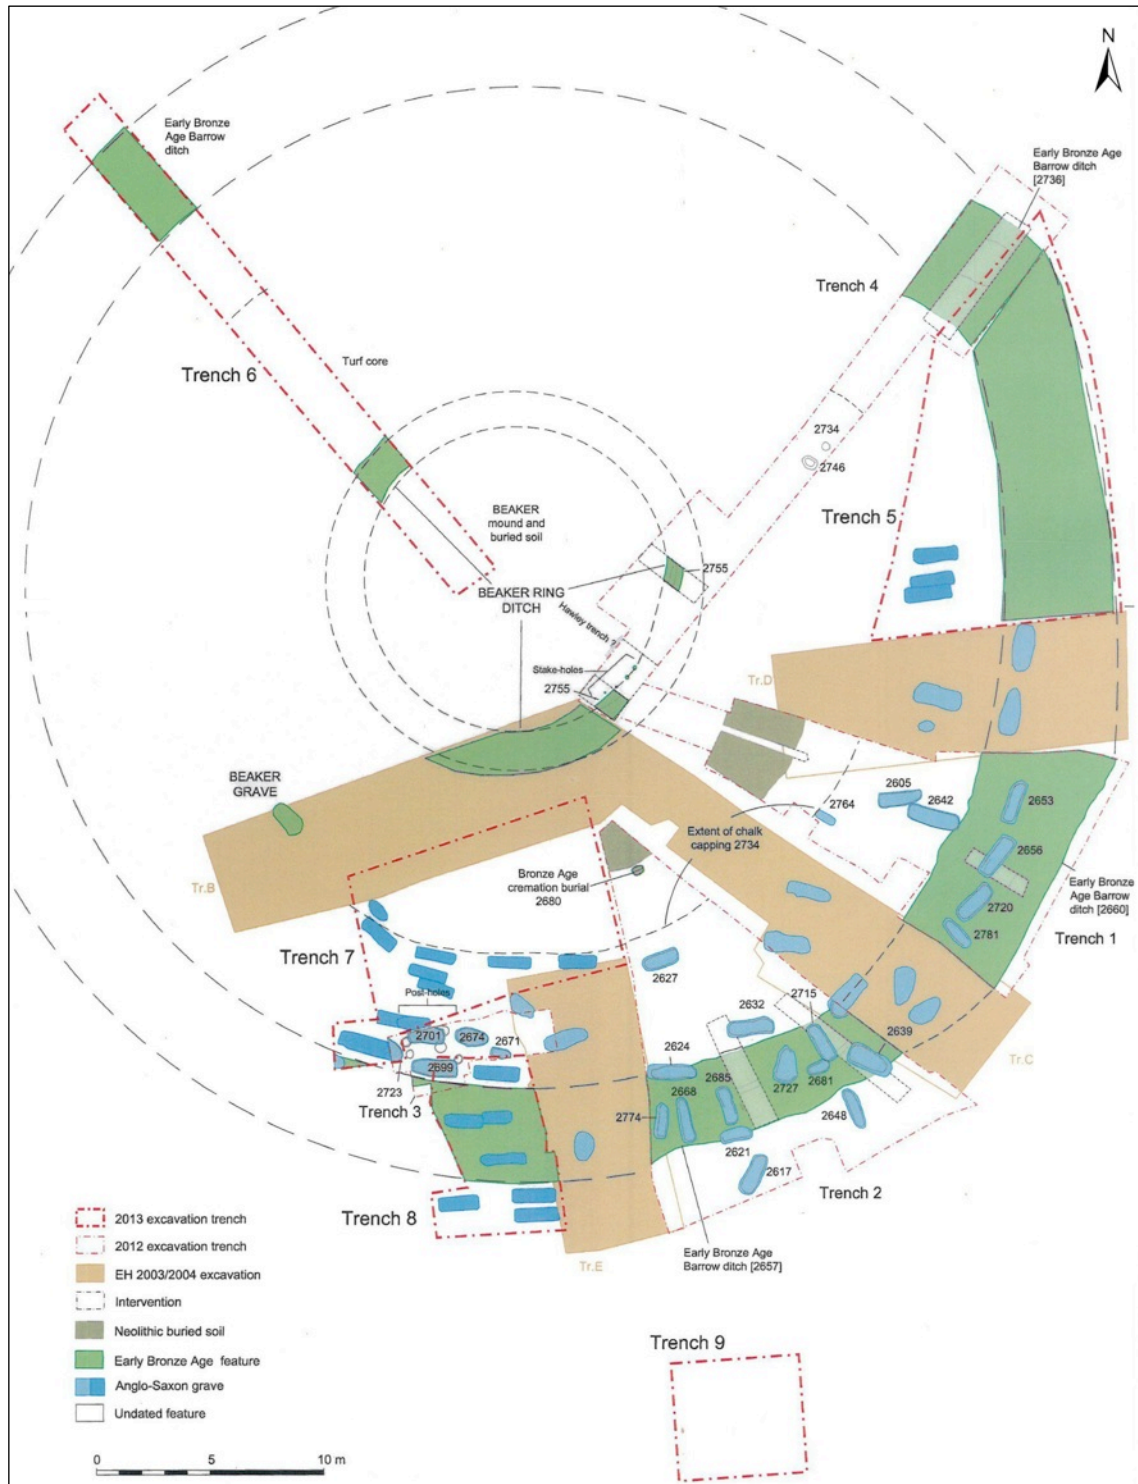 N
Early Bronze
Age Barrow
ditch
Early Bronze Age
Barrow ditch
[2736]
Trench 4
Trench 6
Turf core
2734
2746
Trench 5
BEAKER
mound and
buried soil
2755
BEAKER RING
DITCH
Hawley trench ?
Stake-holes
2755
Tr.D
BEAKER
GRAVE
2605
2642
2653
2764
Extent of chalk
capping 2734
2656
Tr.B
Bronze Age
cremation burial
2680
Early Bronze
Age Barrow
ditch [2660]
2720
2781
Trench 1
Trench 7
2627
Post-holes
2715
2632
2701
2674
2671
2639
2624
2699
2685
2668
2727
2681
Tr.C
2723
Trench 3
2774
2648
2621
2617
Trench 2
Trench 8
Early Bronze Age
Barrow ditch [2657]
Tr.E
2013 excavation trench
2012 excavation trench
EH 2003/2004 excavation
Intervention
Neolithic buried soil
Early Bronze Age feature
Anglo-Saxon grave
Undated feature
Trench 9
0
5
10 m